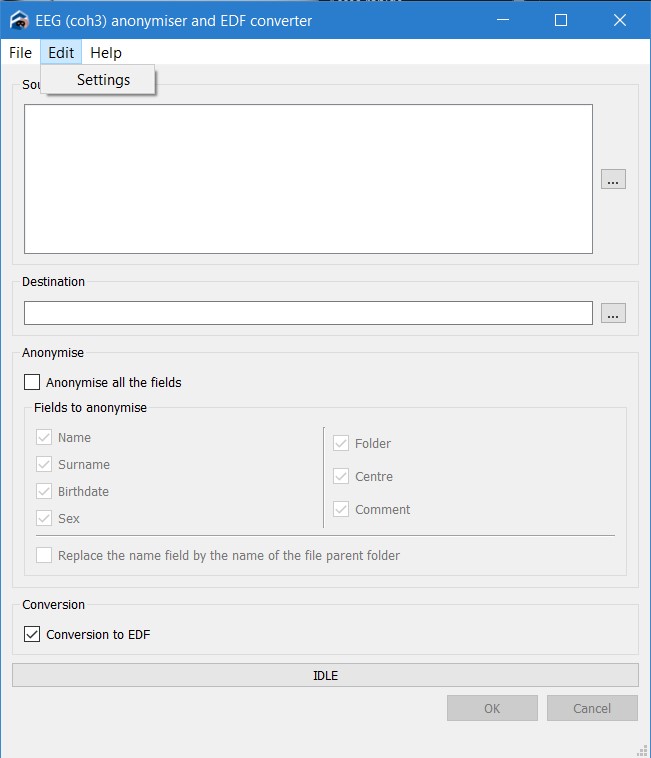 EEG (coh3) anonymiser and EDF converter
File Edit Help
Settings
Sou
...
Destination
...
Anonymise
Anonymise all the fields
Fields to anonymise
Name
Surname
Birthdate
Sex
Folder
Centre
Comment
Replace the name field by the name of the file parent folder
Conversion
Conversion to EDF
IDLE
OK Cancel